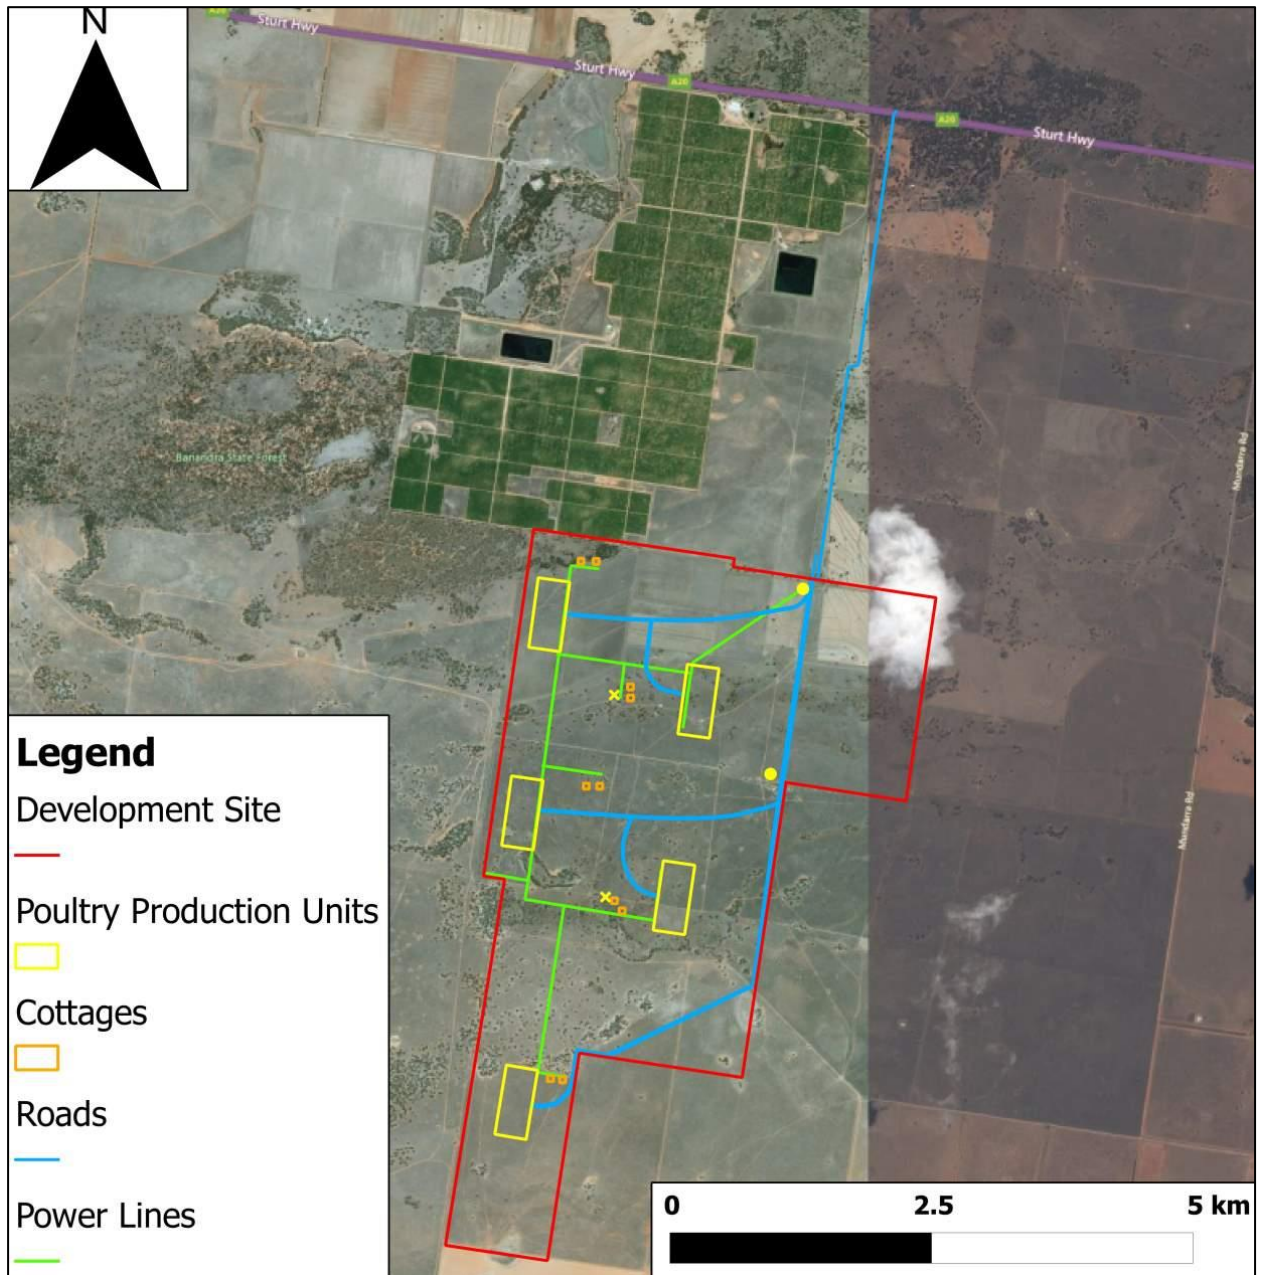 A20
N
Sturt Hwy
Sturt Hwy
A20
A20
Sturt Hwy
Mundarra Rd
Banandra State Forest
Legend
Development Site
Poultry Production Units
Cottages
Roads
Power Lines
Mundarra Rd
0 2.5 5 km